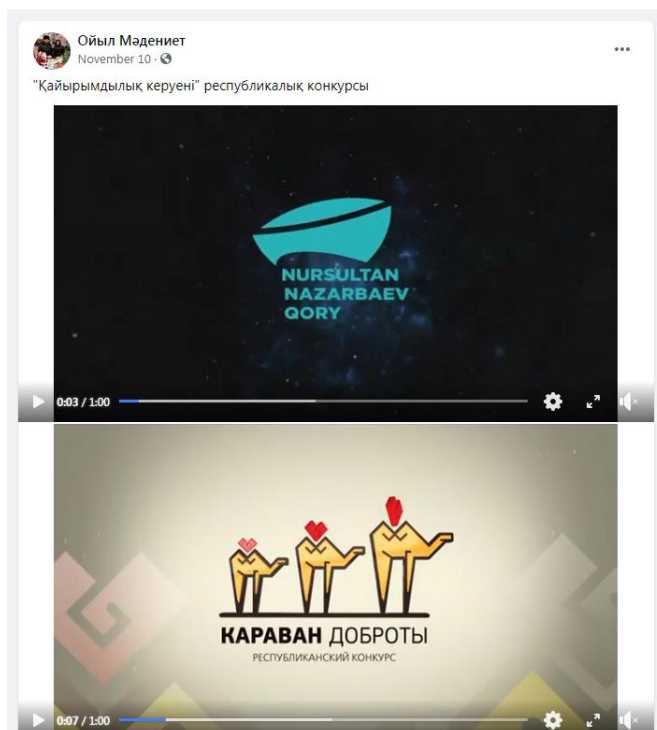 Ойыл Мәдениет
November 10 ·
"Қайырымдылық керуені" республикалық конкурсы
NURSULTAN
NAZARBAEV
QORY
0:03 / 1:00
КАРАВАН ДОБРОТЫ
РЕСПУБЛИКАНСКИЙ КОНКУРС
0:07 / 1:00